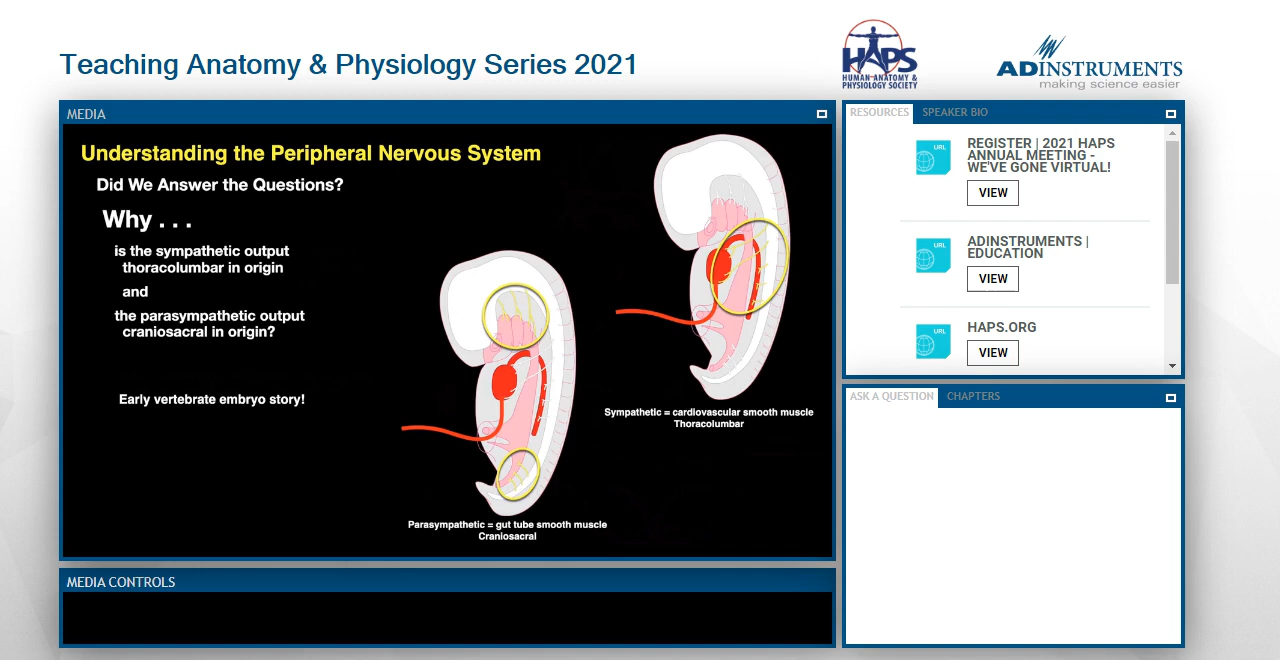 Teaching Anatomy & Physiology Series 2021
HAPS
HUMAN ANATOMY &
PHYSIOLOGY SOCIETY
ADINSTRUMENTS
making science easier
MEDIA
Understanding the Peripheral Nervous System
Did We Answer the Questions?
Why . . .
is the sympathetic output
thoracolumbar in origin
and
the parasympathetic output
craniosacral in origin?
Early vertebrate embryo story!
Sympathetic = cardiovascular smooth muscle
Thoracolumbar
Parasympathetic = gut tube smooth muscle
Craniosacral
MEDIA CONTROLS
RESOURCES SPEAKER BIO
URL
REGISTER | 2021 HAPS
ANNUAL MEETING -
WE'VE GONE VIRTUAL!
VIEW
URL
ADINSTRUMENTS |
EDUCATION
VIEW
URL
HAPS.ORG
VIEW
ASK A QUESTION CHAPTERS